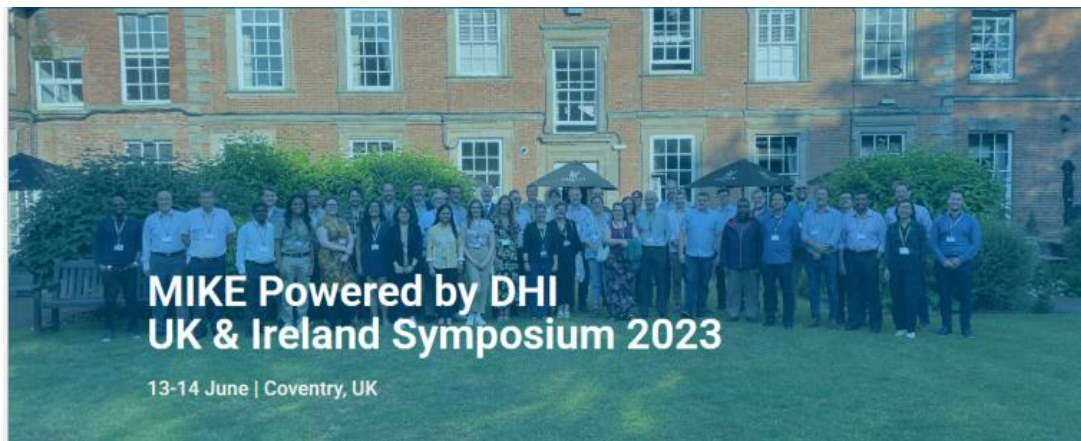 MIKE Powered by DHI
UK & Ireland Symposium 2023
13-14 June | Coventry, UK